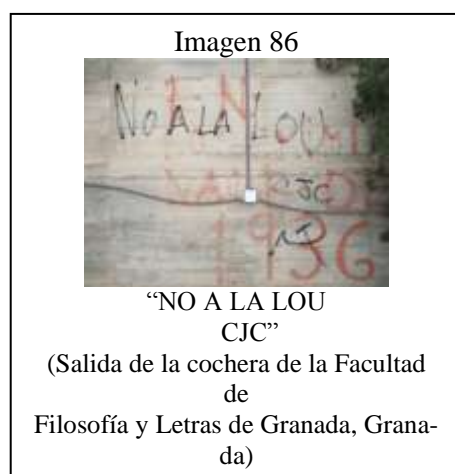 Imagen 86
NO A LA LOU
CJC
1936
“NO A LA LOU
CJC”
(Salida de la cochera de la Facultad
de
Filosofía y Letras de Granada, Grana-
da)